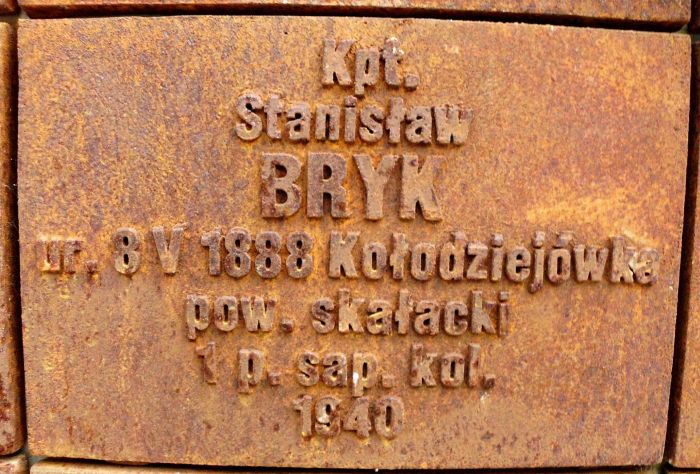 Kpt.
Stanisław
BRYK
ur. 8 V 1888 Kołodziejówka
pow. skałacki
1 p. sap. kol.
1940